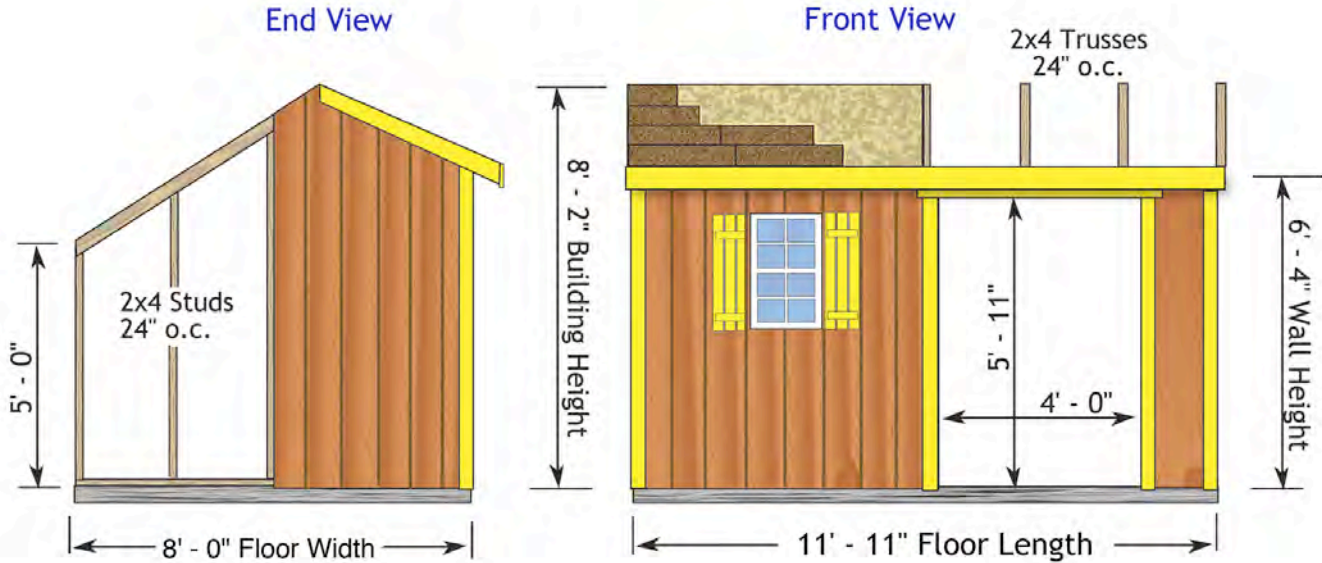 End View
Front View
2x4 Trusses
24" o.c.
2x4 Studs
24" o.c.
5' - 0"
8' - 2" Building Height
5' - 11"
4' - 0"
6' - 4" Wall Height
8' - 0" Floor Width
11' - 11" Floor Length